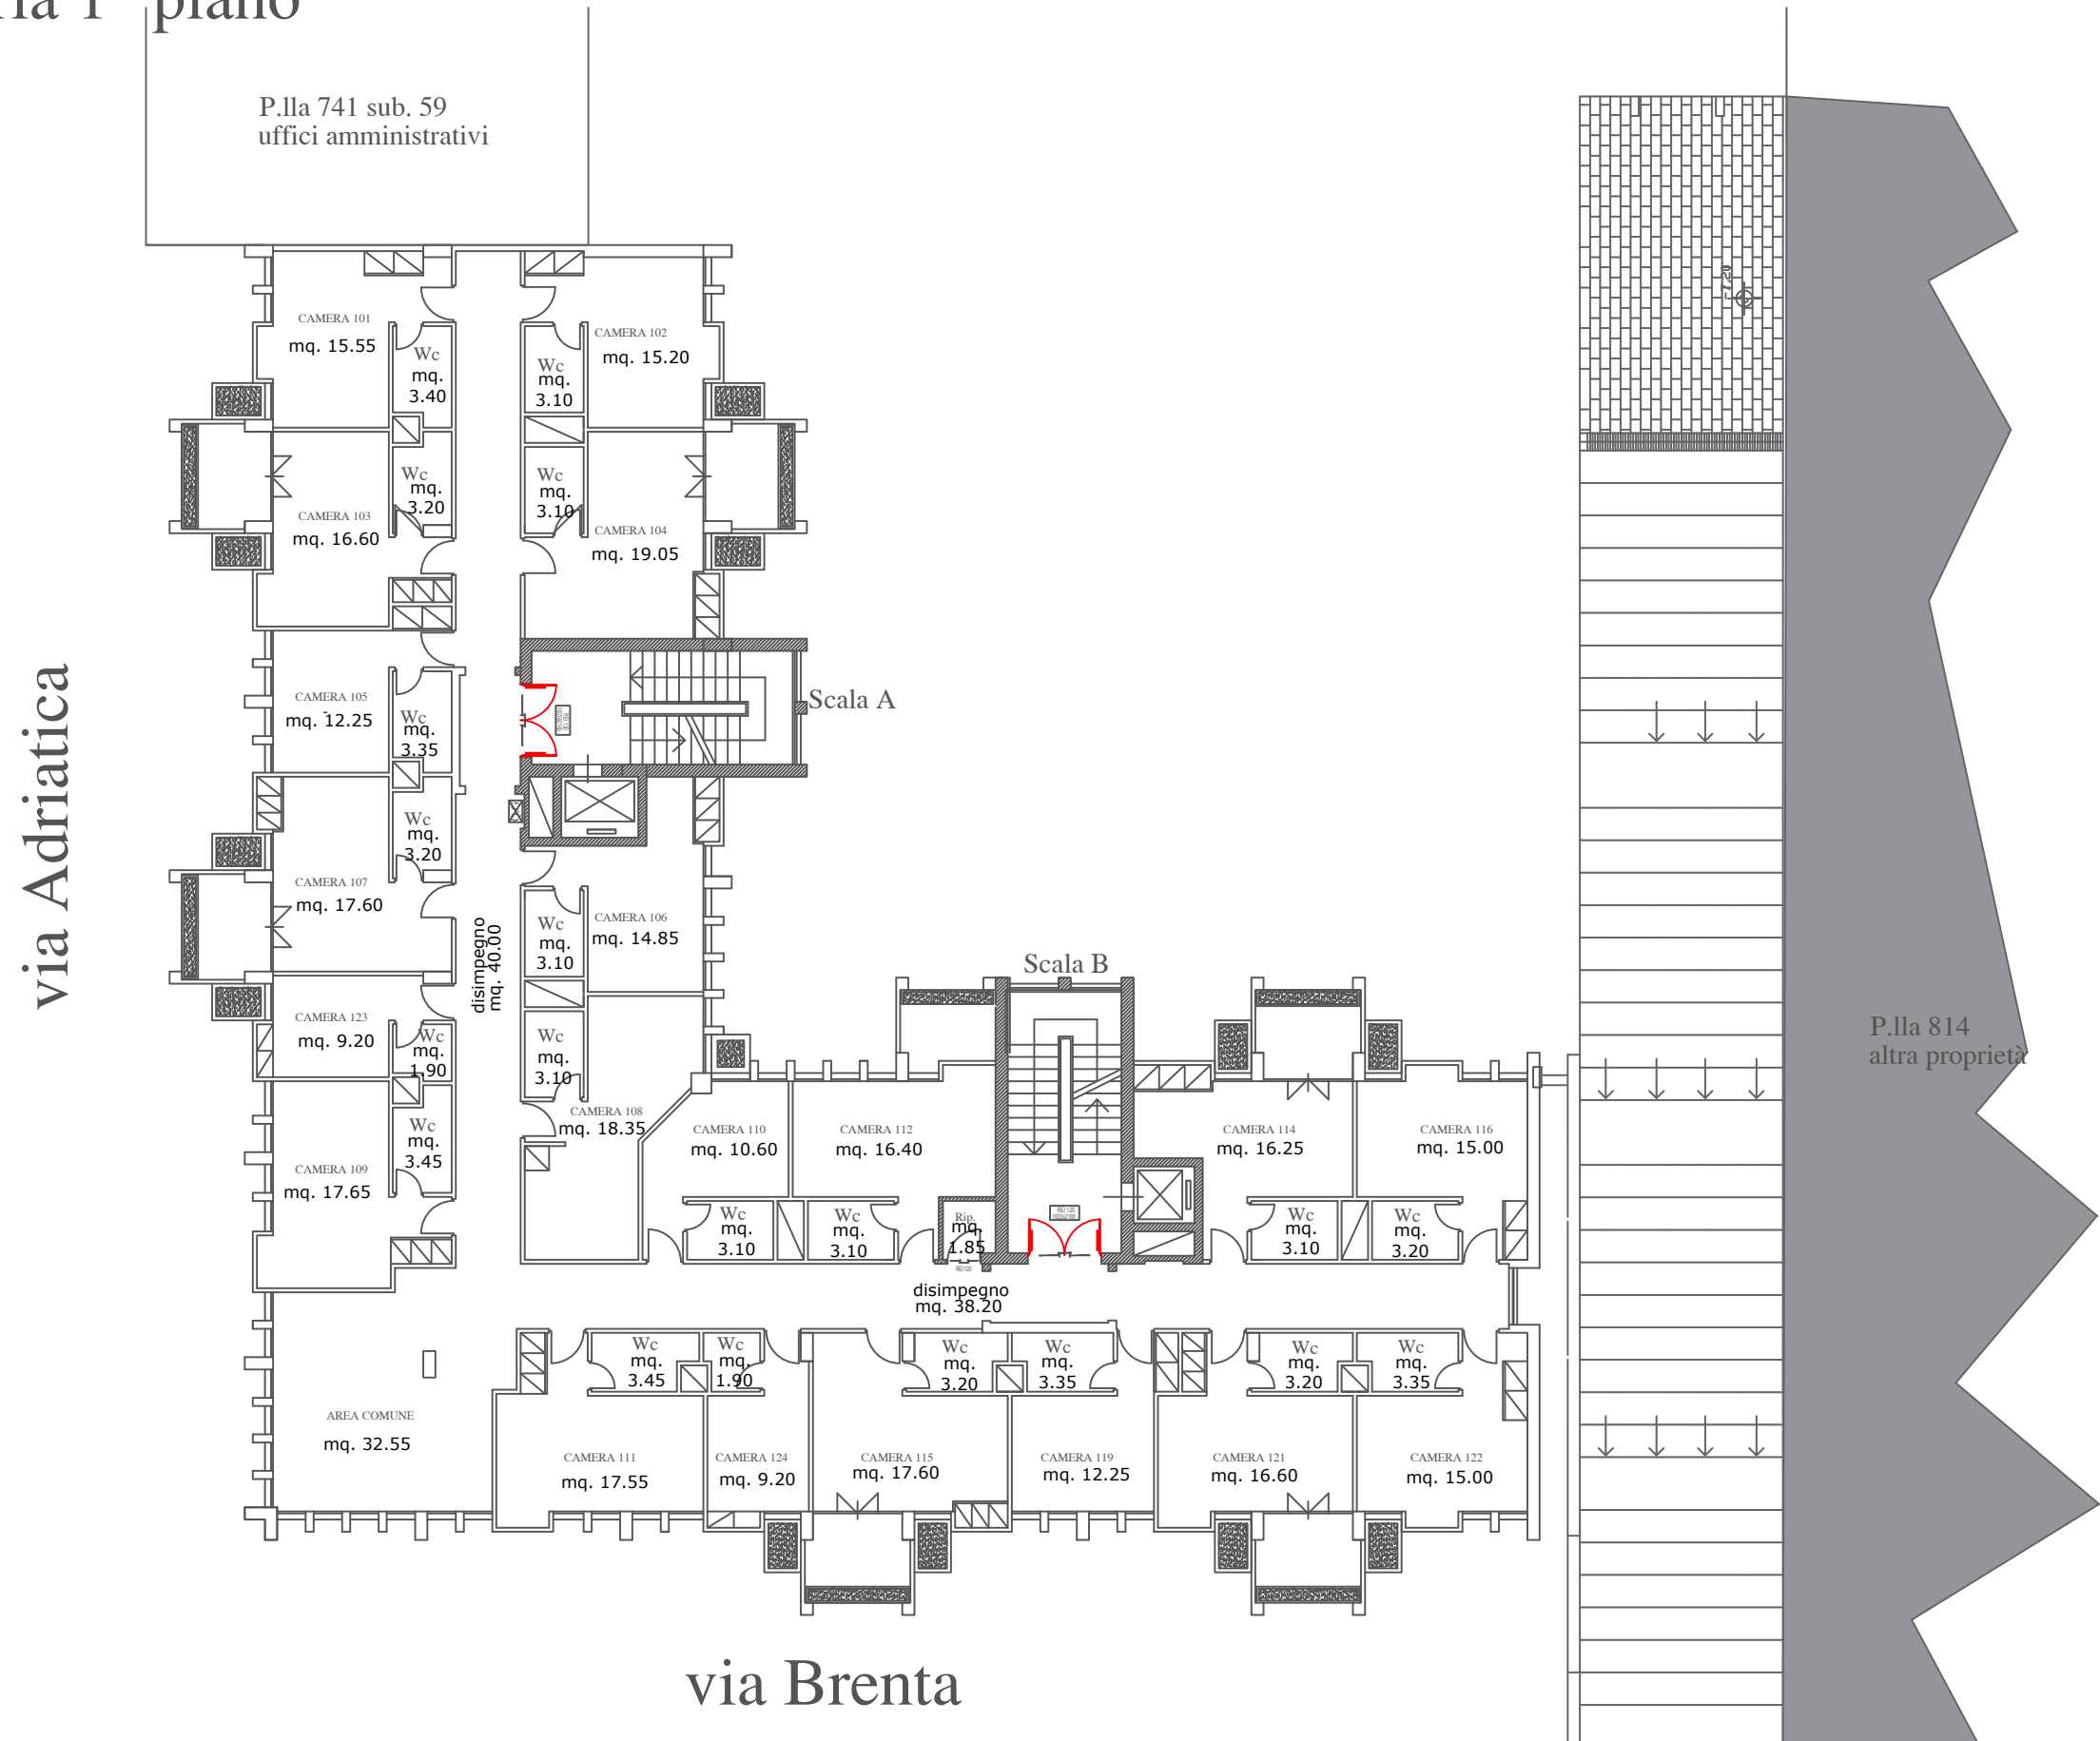 piano
P.lla 741 sub. 59
uffici amministrativi
CAMERA 101
mq. 15.55
Wc
mq.
3.40
CAMERA 102
mq. 15.20
Wc
mq.
3.10
Wc
mq.
3.20
CAMERA 103
mq. 16.60
Wc
mq.
3.10
CAMERA 104
mq. 19.05
-7.20
via Adriatica
CAMERA 105
mq. 12.25
Wc
mq.
3.35
Scala A
Wc
mq.
3.20
CAMERA 107
mq. 17.60
disimpegno
mq. 40.00
Wc
mq.
3.10
CAMERA 106
mq. 14.85
CAMERA 123
mq. 9.20
Wc
mq.
1.90
Wc
mq.
3.10
Scala B
P.lla 814
altra proprietà
CAMERA 109
mq. 17.65
Wc
mq.
3.45
CAMERA 108
mq. 18.35
CAMERA 110
mq. 10.60
CAMERA 112
mq. 16.40
CAMERA 114
mq. 16.25
CAMERA 116
mq. 15.00
Wc
mq.
3.10
Wc
mq.
3.10
Rip.
mq.
1.85
REI120
REI 120
Wc
mq.
3.10
Wc
mq.
3.20
disimpegno
mq. 38.20
Wc
mq.
3.45
Wc
mq.
1.90
Wc
mq.
3.20
Wc
mq.
3.35
Wc
mq.
3.20
Wc
mq.
3.35
AREA COMUNE
mq. 32.55
CAMERA 111
mq. 17.55
CAMERA 124
mq. 9.20
CAMERA 115
mq. 17.60
CAMERA 119
mq. 12.25
CAMERA 121
mq. 16.60
CAMERA 122
mq. 15.00
via Brenta